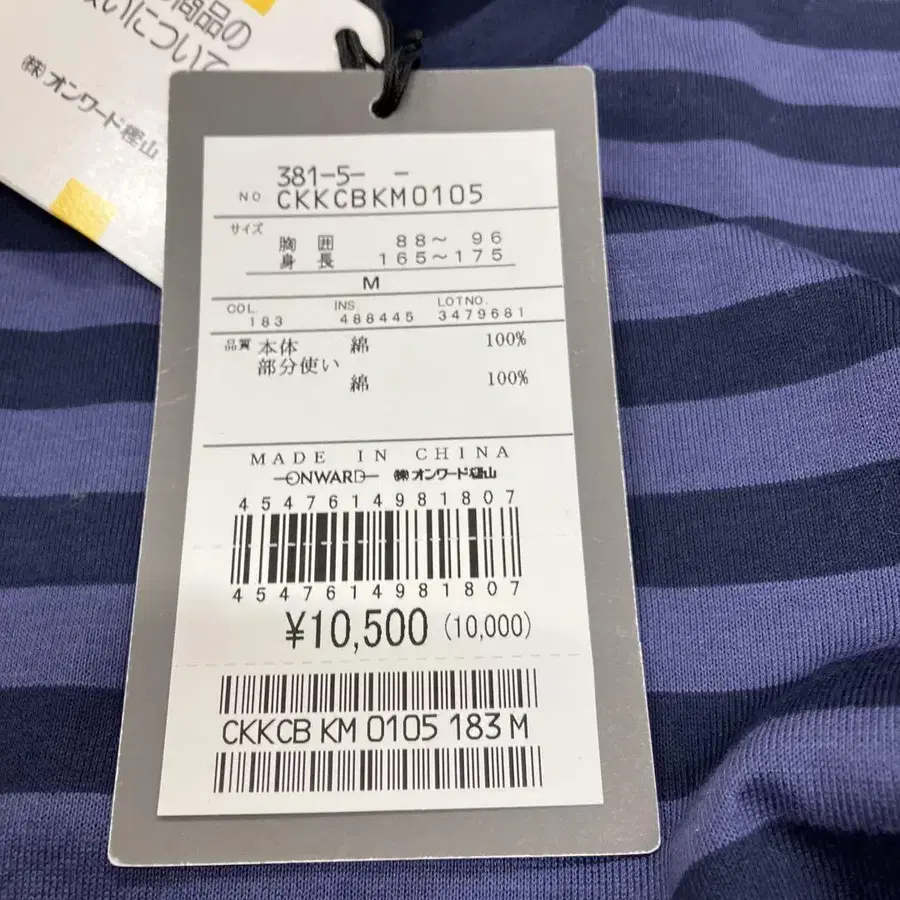 商品の
扱いについて
㈱オンワード樫山
381-5- -
NO CKKCBKM0105
サイズ
胸 囲 88～ 96
身 長 165～175
M
COL. INS. LOTNO.
183 488445 3479681
品質 本体 綿 100%
部分使い
綿 100%
MADE IN CHINA
ONWARD ㈱オンワード樫山
4547614981807
4547614981807
¥10,500 (10,000)
CKKCB KM 0105 183 M